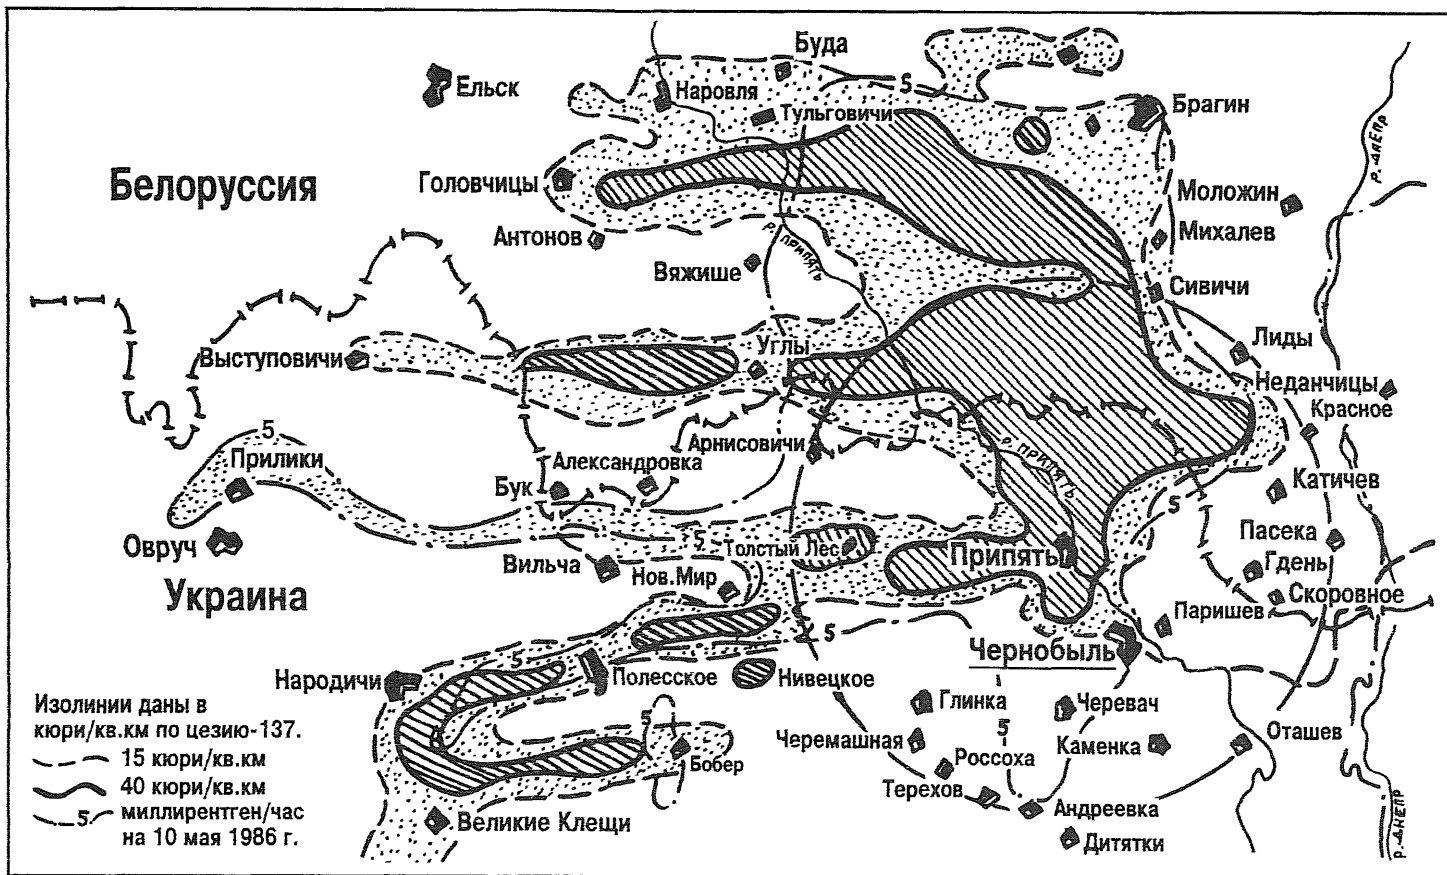 Буда
Ельск
Наровля
5
Тульговичи
Брагин
р. ДНЕПР
Белоруссия
Головчицы
Моложин
Антонов
р. ПРИПЯТЬ
Михалев
Вяжише
Сивичи
Выступовичи
Углы
Лиды
Неданчицы
Красное
5
Прилики
Арнисовичи
р. ПРИПЯТЬ
Александровка
Бук
Катичев
5
Овруч
5
Толстый Лес
Припять
Пасека
Вильча
Нов. Мир
Гдень
Украина
Скоровное
Паришев
5
Чернобыль
5
Народичи
Полесское
Нивецкое
Изолинии даны в
кюри/кв.км по цезию-137.
15 кюри/кв.км
40 кюри/кв.км
5 миллирентген/час
на 10 мая 1986 г.
Глинка
Черевач
5
5
Черемашная
Каменка
Оташев
Бобер
Россоха
Терехов
Андреевка
Великие Клещи
Дитятки
р. ДНЕПР